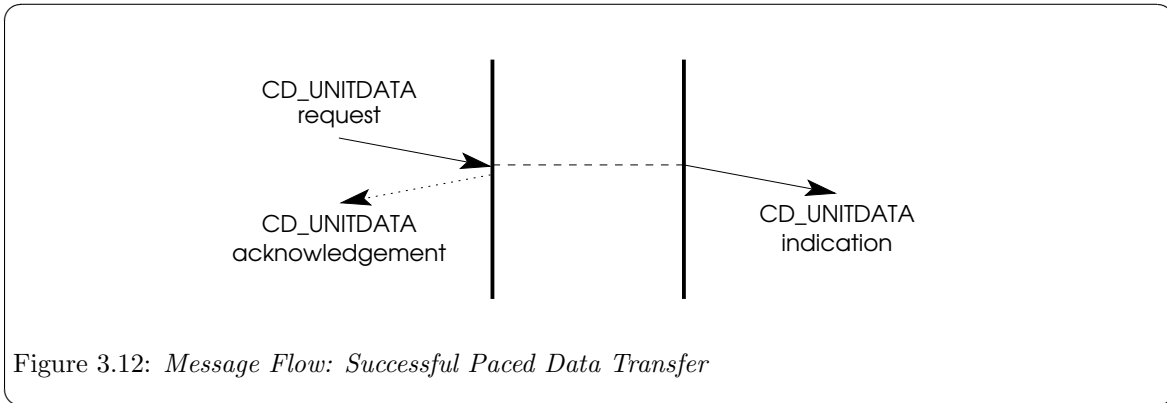 CD_UNITDATA
request
CD_UNITDATA
acknowledgement
CD_UNITDATA
indication
Figure 3.12: Message Flow: Successful Paced Data Transfer